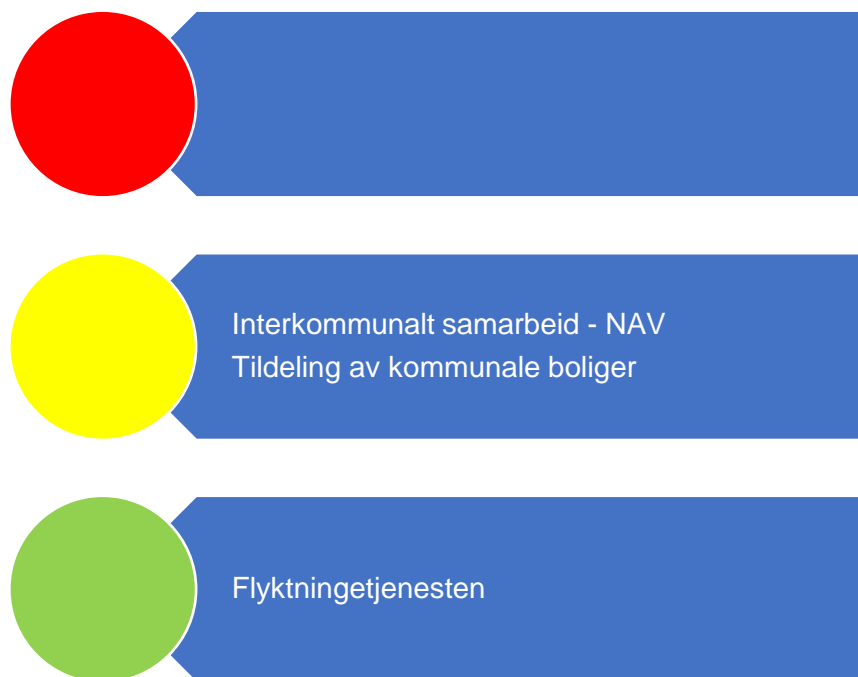 Interkommunalt samarbeid - NAV
Tildeling av kommunale boliger
Flyktningetjenesten